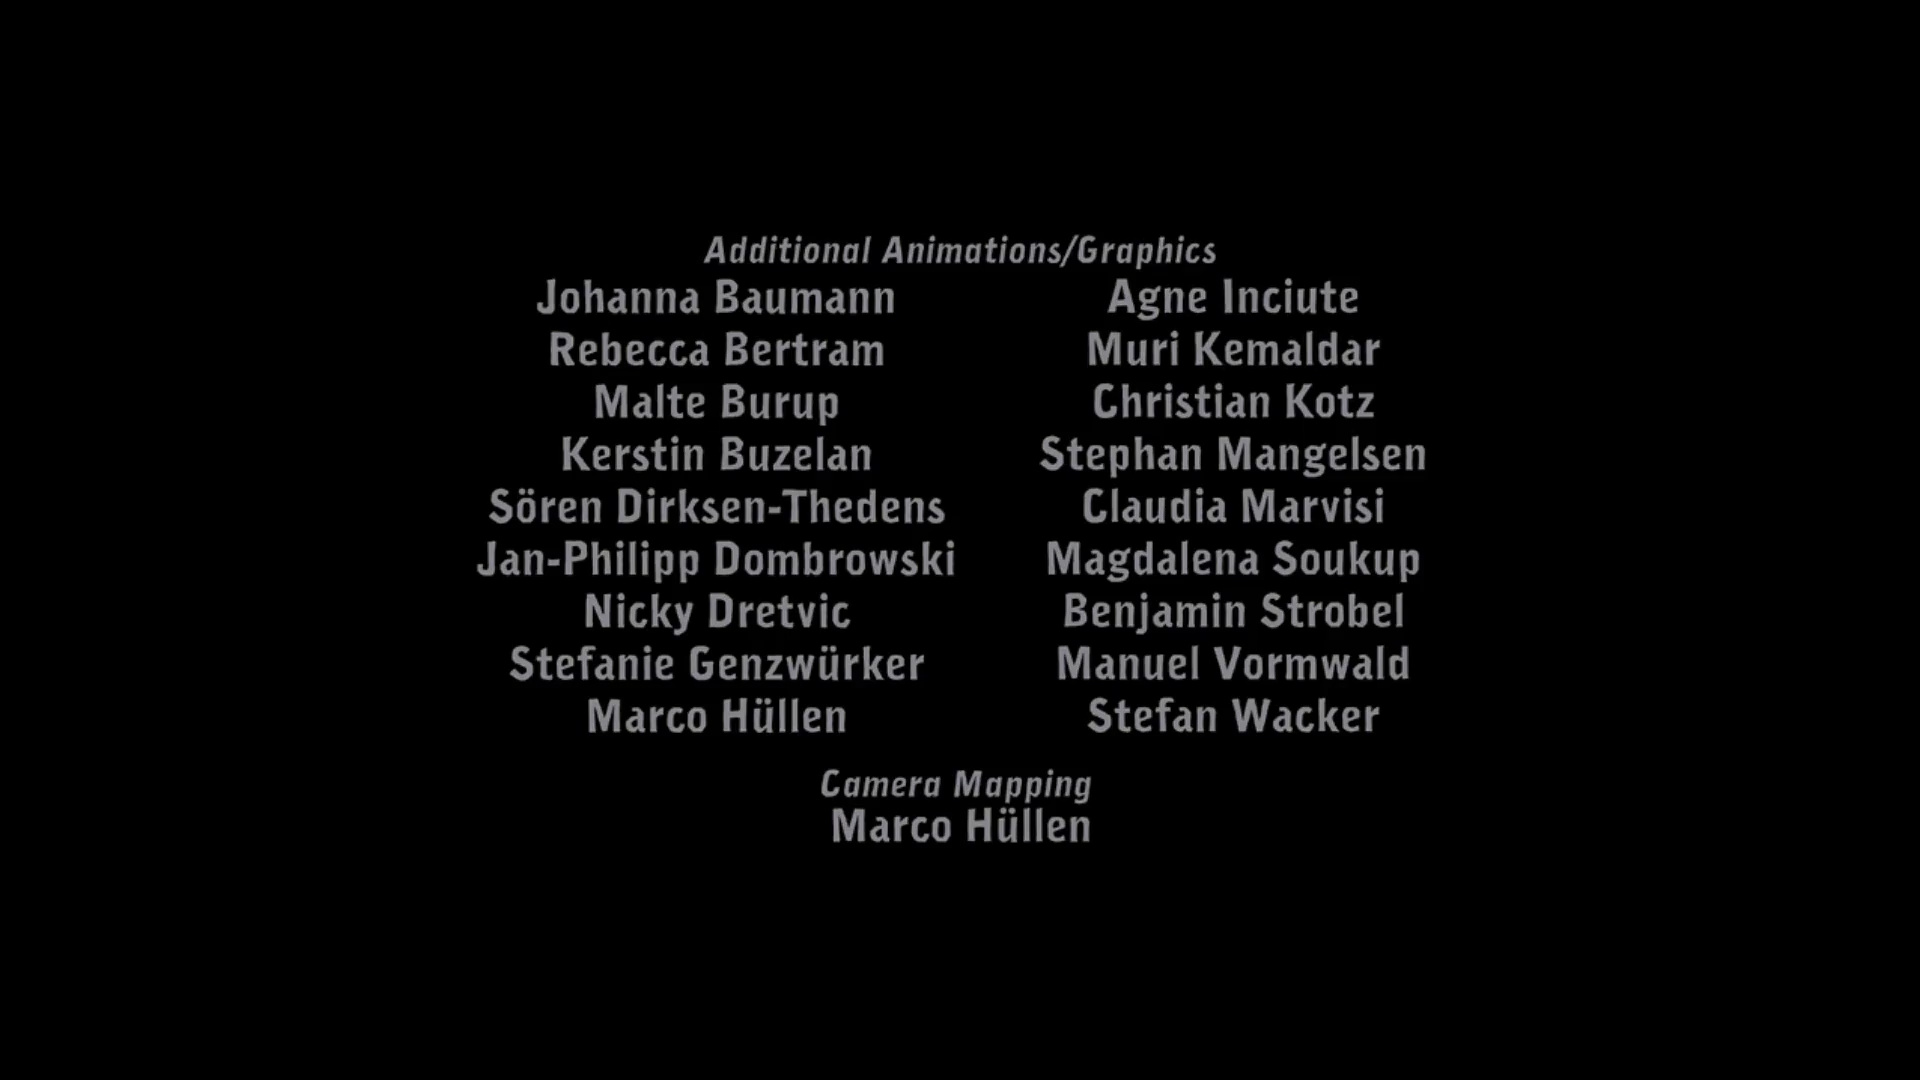 Additional Animations/Graphics
Johanna Baumann
Rebecca Bertram
Malte Burup
Kerstin Buzelan
Sören Dirksen-Thedens
Jan-Philipp Dombrowski
Nicky Dretvic
Stefanie Genzwürker
Marco Hüllen
Agne Inciute
Muri Kemaldar
Christian Kotz
Stephan Mangelsen
Claudia Marvisi
Magdalena Soukup
Benjamin Strobel
Manuel Vormwald
Stefan Wacker
Camera Mapping
Marco Hüllen